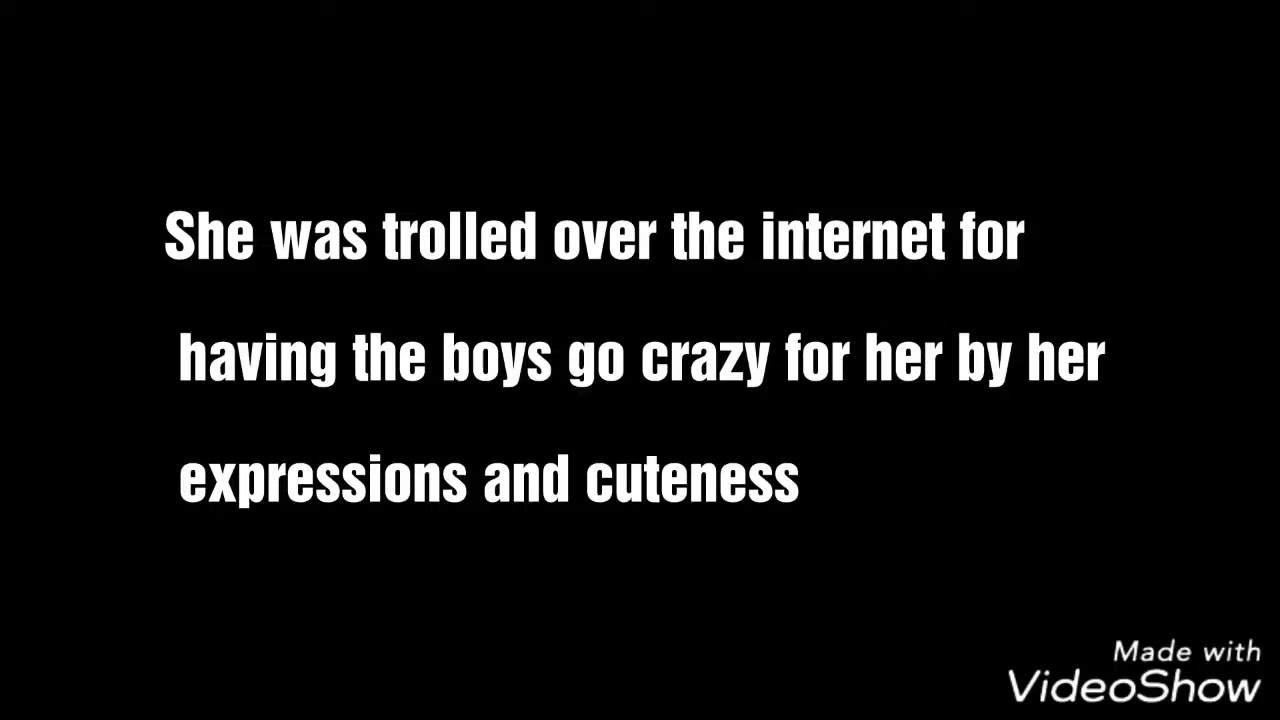 She was trolled over the internet for
having the boys go crazy for her by her
expressions and cuteness
Made with
VideoShow